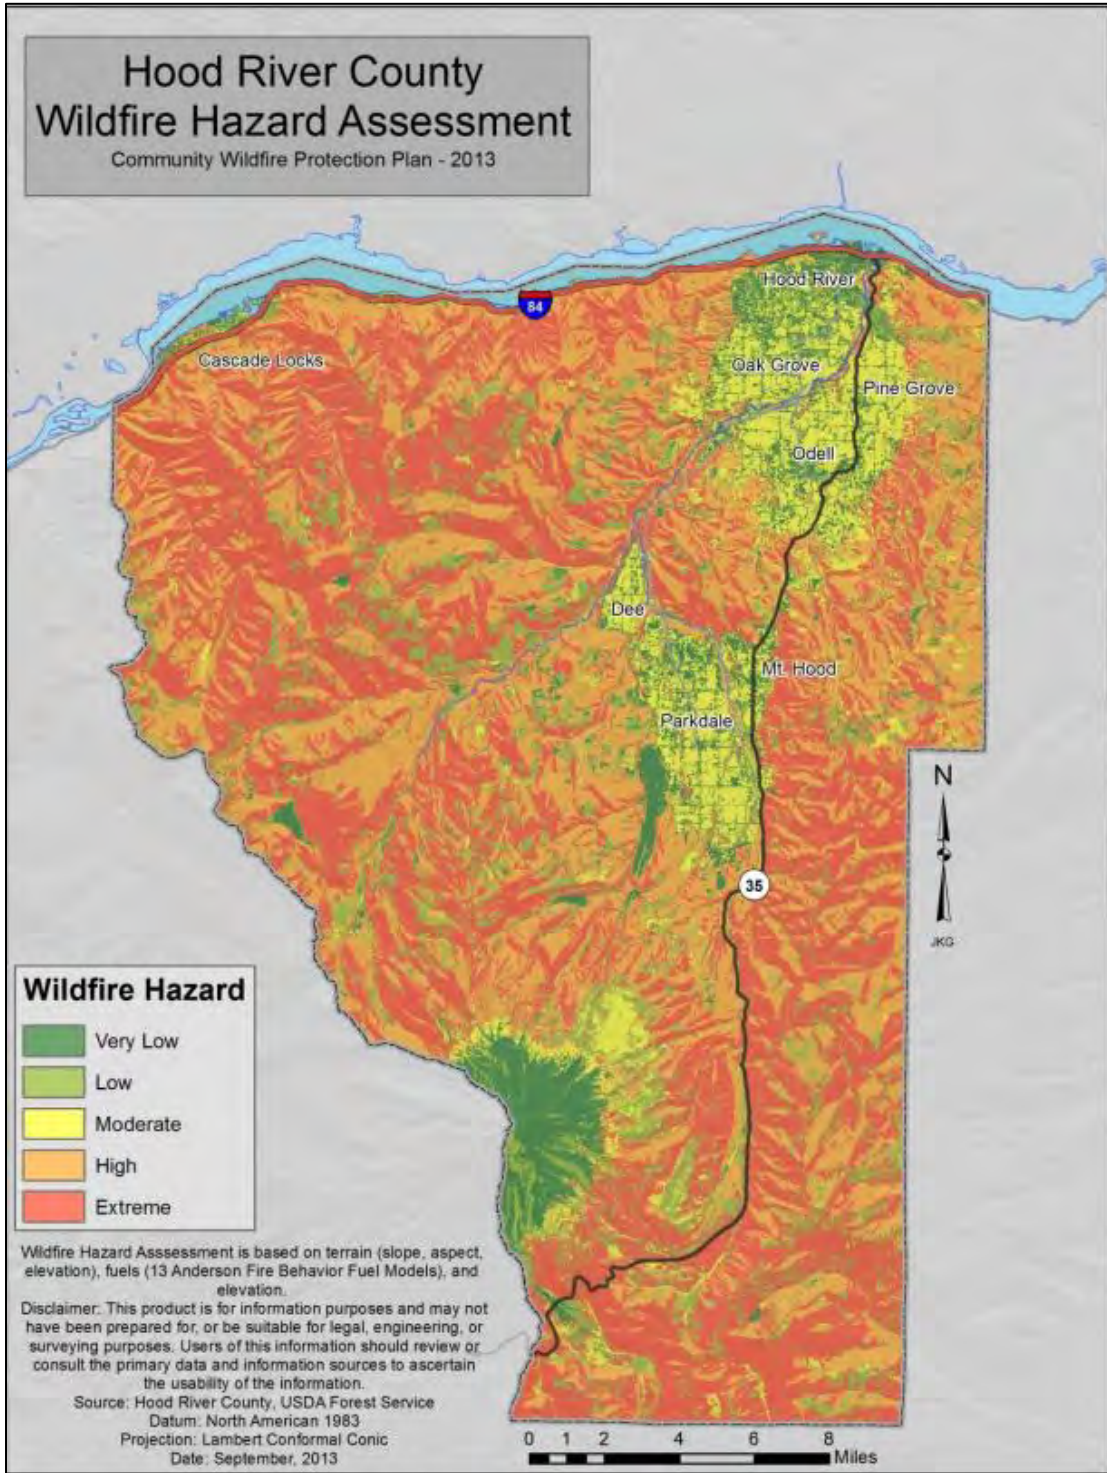 Hood River County
Wildfire Hazard Assessment
Community Wildfire Protection Plan - 2013
Hood River
84
Cascade Locks
Oak Grove
Pine Grove
Odell
Dee
Mt. Hood
Parkdale
N
35
JKG
Wildfire Hazard
Very Low
Low
Moderate
High
Extreme
Wildfire Hazard Asssessment is based on terrain (slope, aspect,
elevation), fuels (13 Anderson Fire Behavior Fuel Models), and
elevation.
Disclaimer: This product is for information purposes and may not
have been prepared for, or be suitable for legal, engineering, or
surveying purposes. Users of this information should review or
consult the primary data and information sources to ascertain
the usability of the information.
Source: Hood River County, USDA Forest Service
Datum: North American 1983
Projection: Lambert Conformal Conic
Date: September, 2013
0 1 2 4 6 8
Miles